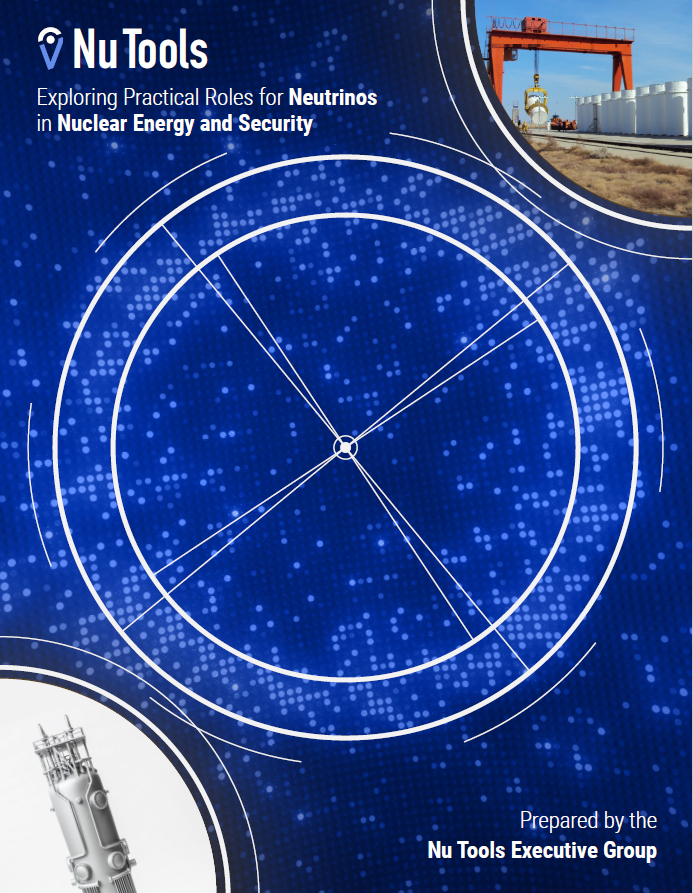 Nu Tools
Exploring Practical Roles for Neutrinos
in Nuclear Energy and Security
Prepared by the
Nu Tools Executive Group